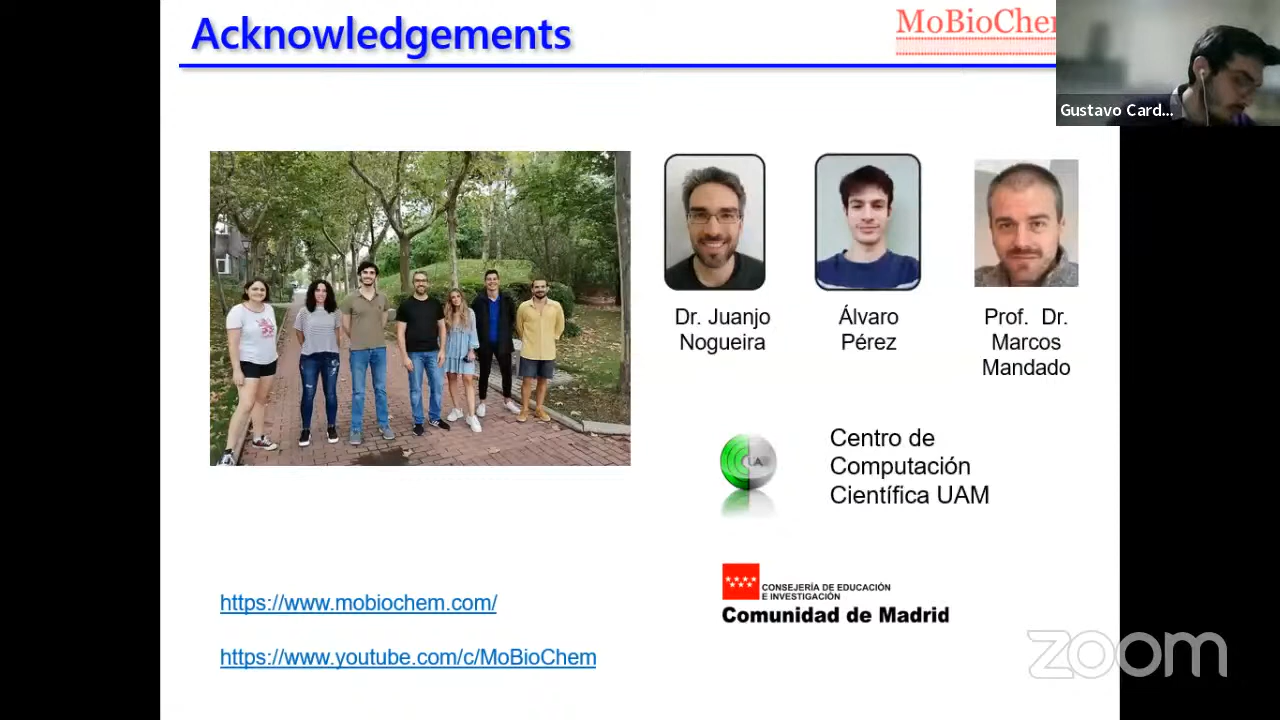 Acknowledgements
MoBioChem
Gustavo Card...
Dr. Juanjo
Nogueira
Álvaro
Pérez
Prof. Dr.
Marcos
Mandado
Centro de
Computación
Científica UAM
CONSEJERÍA DE EDUCACIÓN
E INVESTIGACIÓN
Comunidad de Madrid
https://www.mobiochem.com/
https://www.youtube.com/c/MoBioChem
zoom